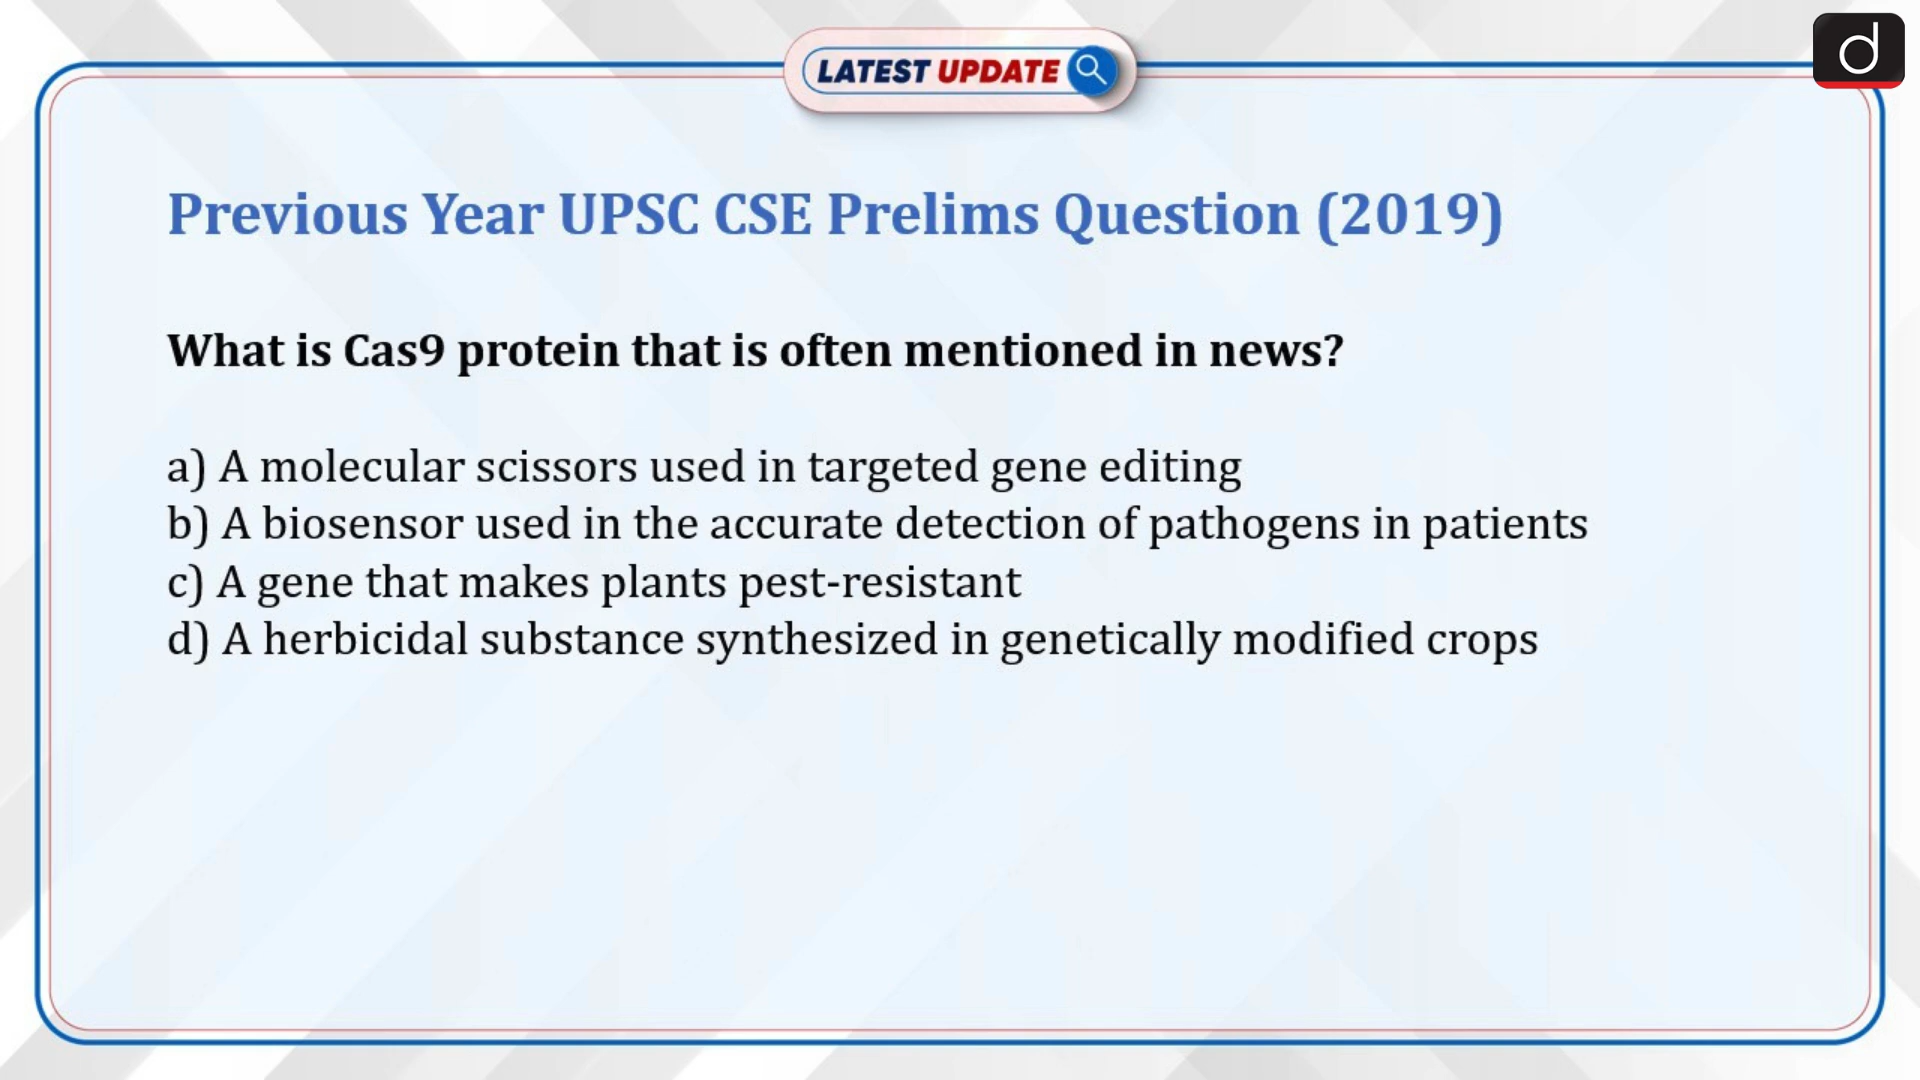 LATEST UPDATE
d
Previous Year UPSC CSE Prelims Question (2019)
What is Cas9 protein that is often mentioned in news?
a) A molecular scissors used in targeted gene editing
b) A biosensor used in the accurate detection of pathogens in patients
c) A gene that makes plants pest-resistant
d) A herbicidal substance synthesized in genetically modified crops